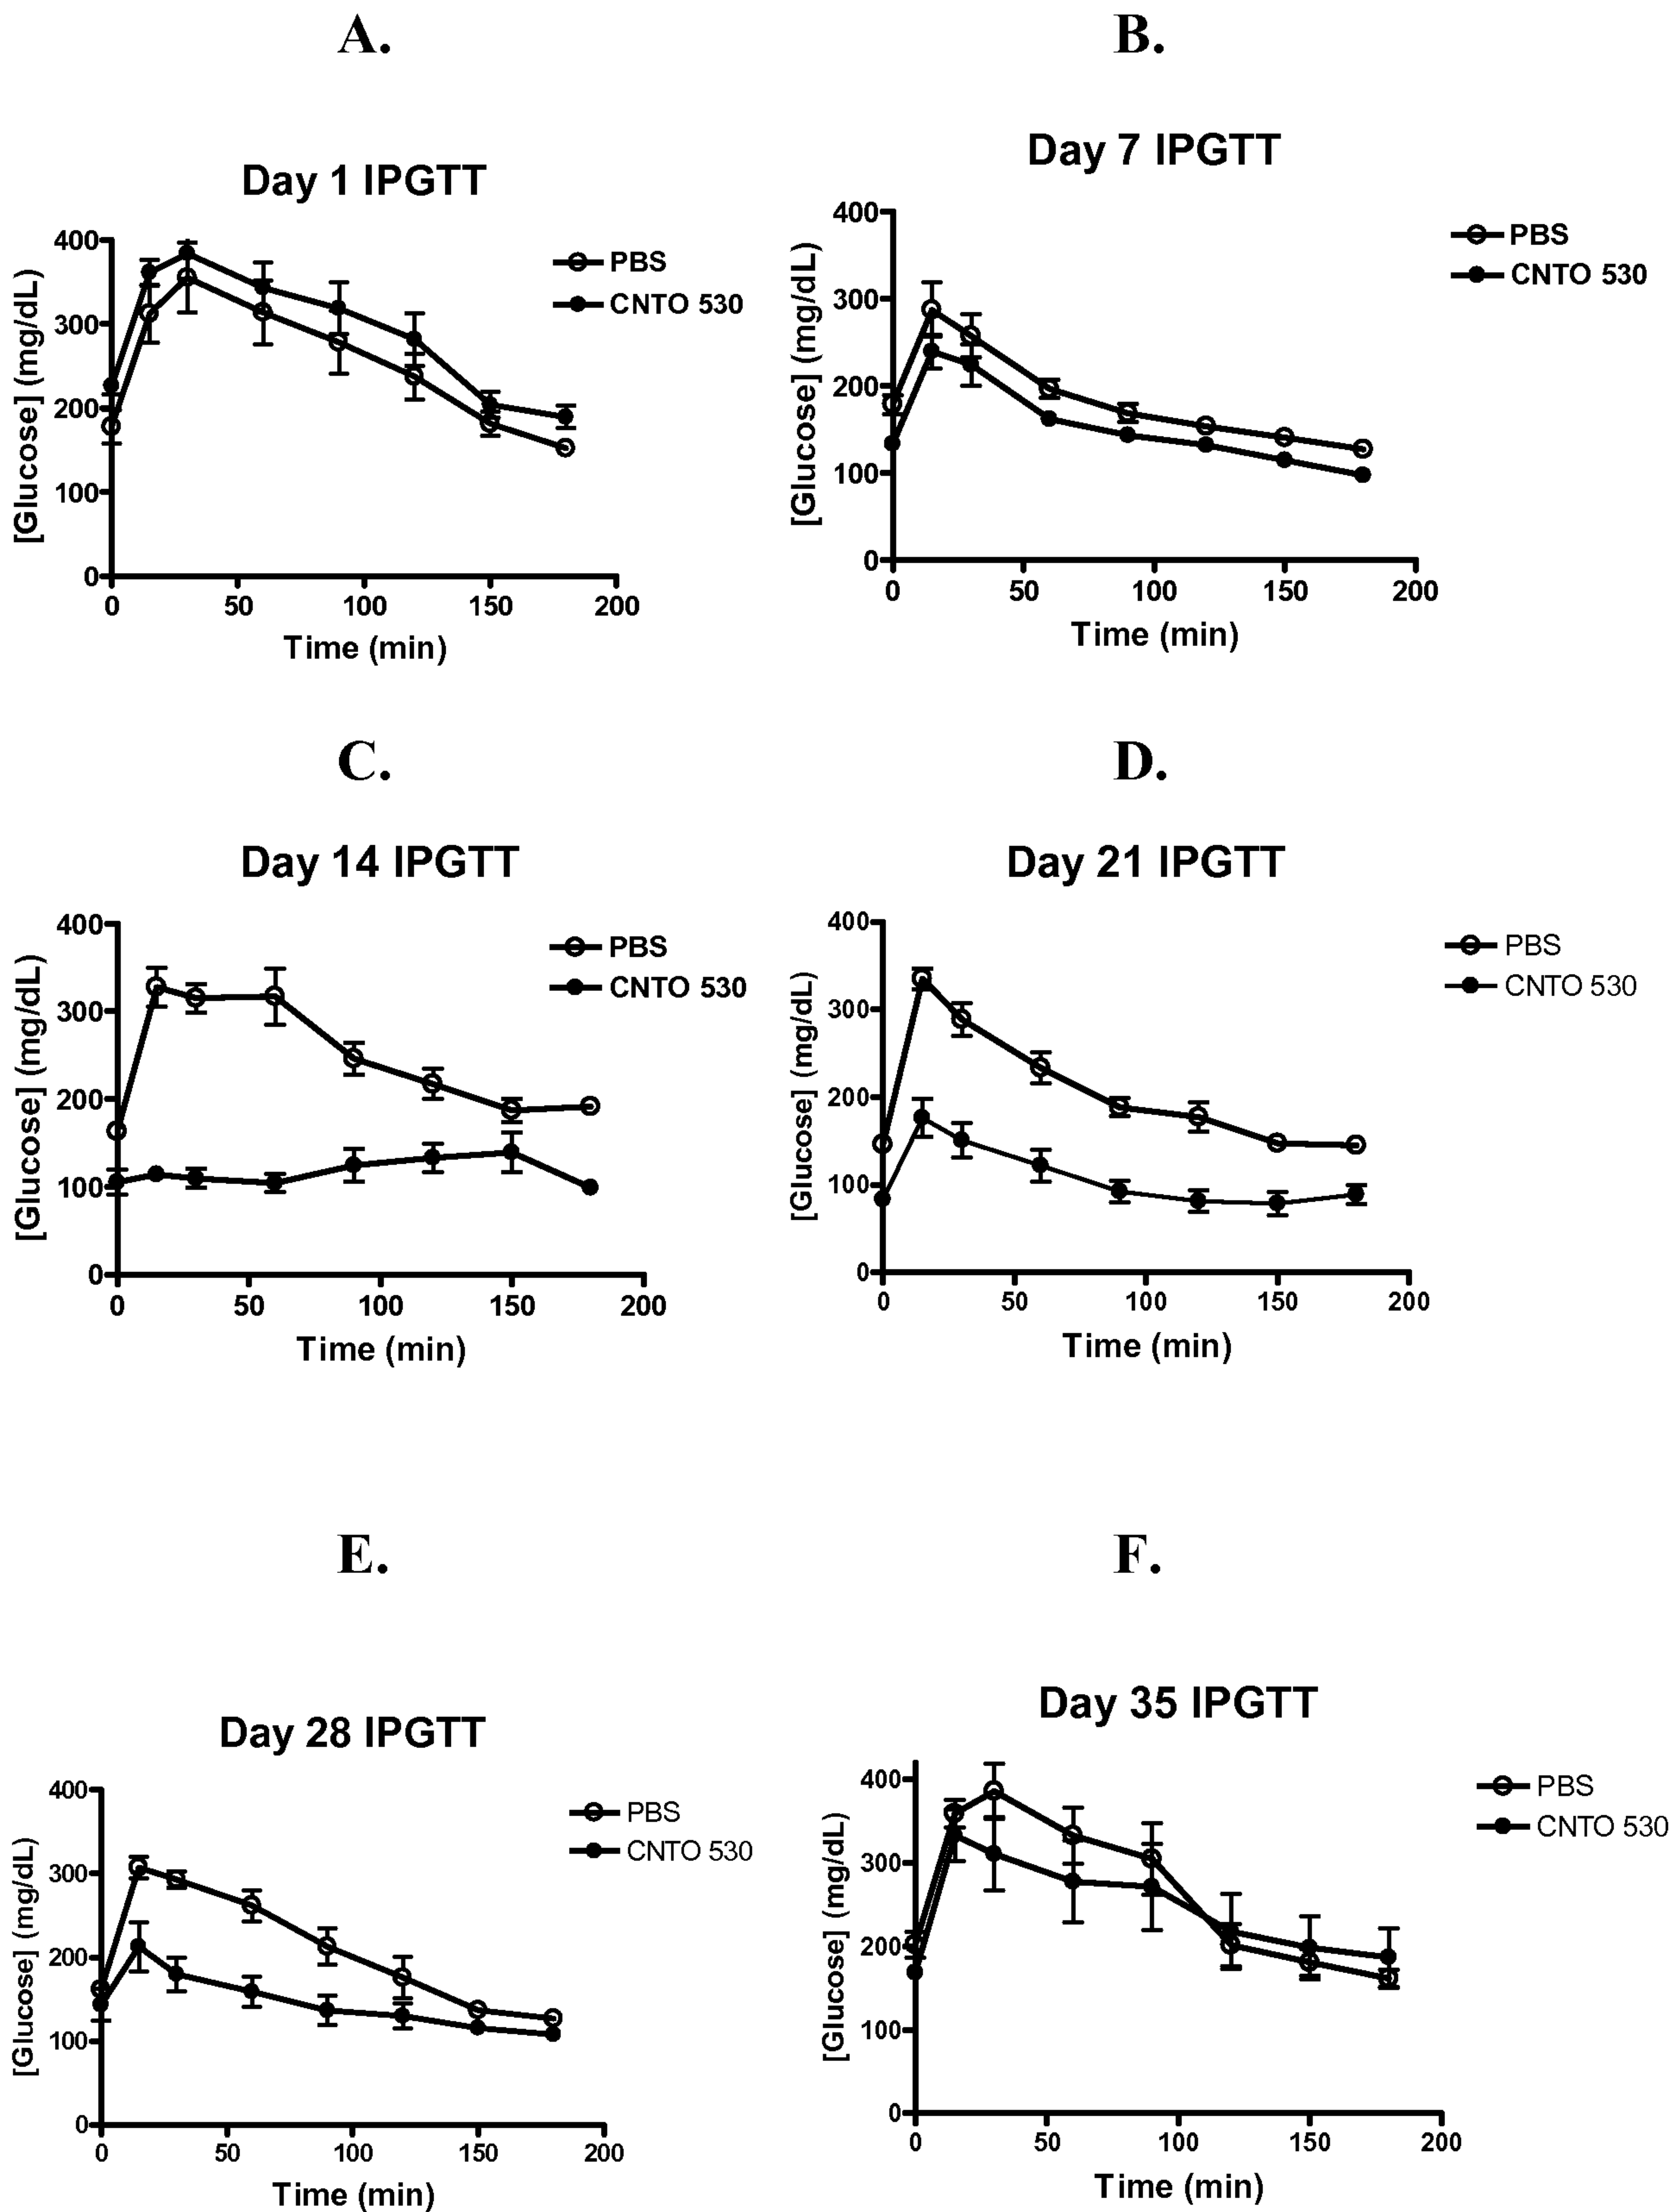 A.
Day 1 IPGTT
[Glucose] (mg/dL)
400
300
200
100
0
0 50 100 150 200
Time (min)
PBS
CNTO 530
B.
Day 7 IPGTT
[Glucose] (mg/dL)
400
300
200
100
0
0 50 100 150 200
Time (min)
PBS
CNTO 530
C.
Day 14 IPGTT
[Glucose] (mg/dL)
400
300
200
100
0
0 50 100 150 200
Time (min)
PBS
CNTO 530
D.
Day 21 IPGTT
[Glucose] (mg/dL)
400
300
200
100
0
0 50 100 150 200
Time (min)
PBS
CNTO 530
E.
Day 28 IPGTT
[Glucose] (mg/dL)
400
300
200
100
0
0 50 100 150 200
Time (min)
PBS
CNTO 530
F.
Day 35 IPGTT
[Glucose] (mg/dL)
400
300
200
100
0
0 50 100 150 200
Time (min)
PBS
CNTO 530